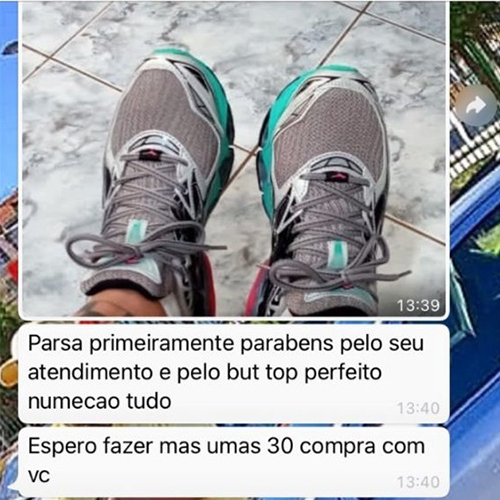 13:39
Parsa primeiramente parabens pelo seu
atendimento e pelo but top perfeito
numecao tudo
13:40
Espero fazer mas umas 30 compra com
vc
13:40